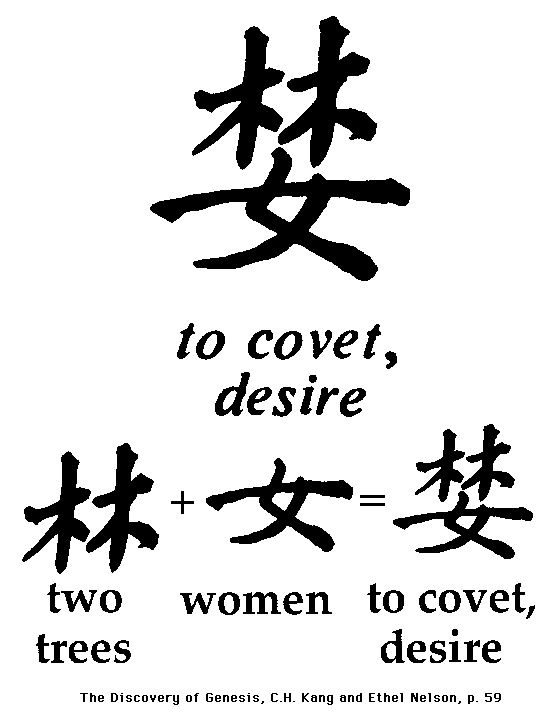 婪
to covet,
desire
林 + 女 = 婪
two women to covet,
trees desire
The Discovery of Genesis, C.H. Kang and Ethel Nelson, p. 59